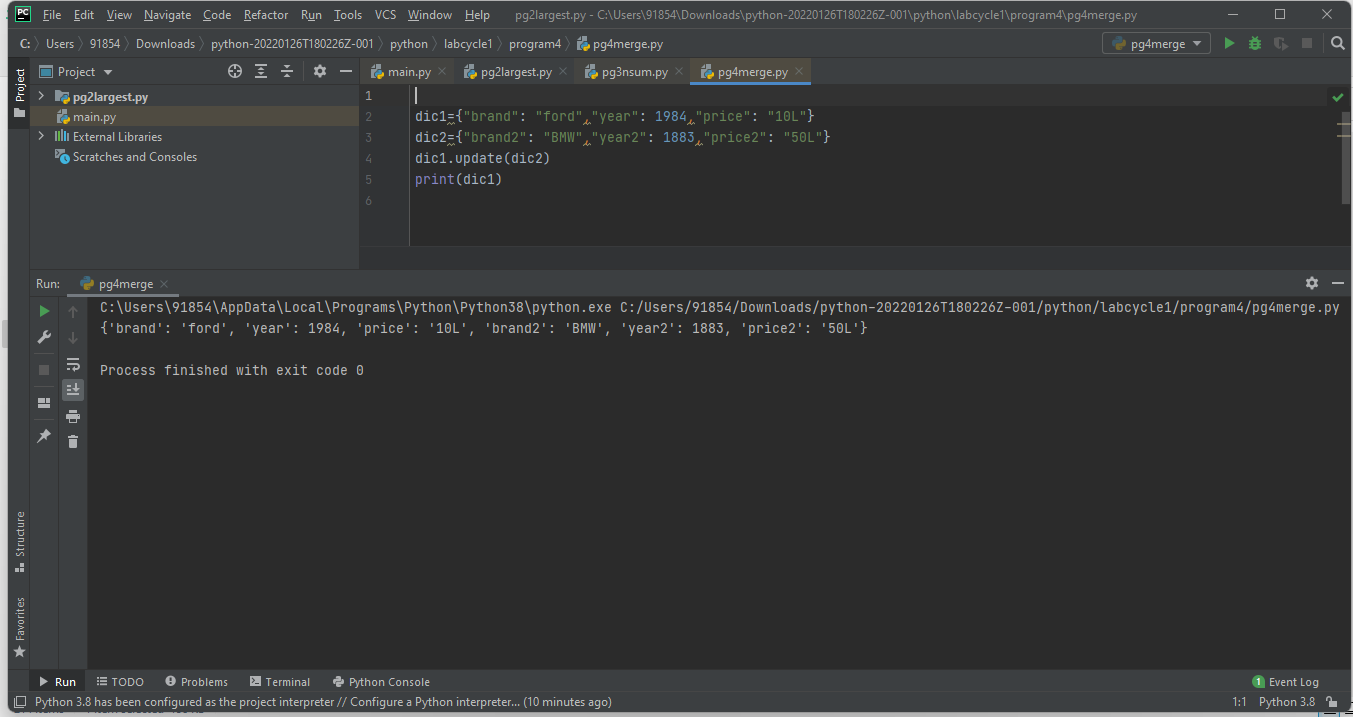 PC File Edit View Navigate Code Refactor Run Tools VCS Window Help pg2largest.py - C:\Users\91854\Downloads\python-20220126T180226Z-001\python\labcycle1\program4\pg4merge.py
C: Users 91854 Downloads python-20220126T180226Z-001 python labcycle1 program4 pg4merge.py pg4merge
Project
Project
main.py pg2largest.py pg3nsum.py pg4merge.py
pg2largest.py
main.py
External Libraries
Scratches and Consoles
1
2 dic1={"brand": "ford","year": 1984,"price": "10L"}
3 dic2={"brand2": "BMW","year2": 1883,"price2": "50L"}
4 dic1.update(dic2)
5 print(dic1)
6
Run: pg4merge
C:\Users\91854\AppData\Local\Programs\Python\Python38\python.exe C:/Users/91854/Downloads/python-20220126T180226Z-001/python/labcycle1/program4/pg4merge.py
{'brand': 'ford', 'year': 1984, 'price': '10L', 'brand2': 'BMW', 'year2': 1883, 'price2': '50L'}
Process finished with exit code 0
Structure
Favorites
Run TODO Problems Terminal Python Console 1 Event Log
Python 3.8 has been configured as the project interpreter // Configure a Python interpreter... (10 minutes ago) 1:1 Python 3.8